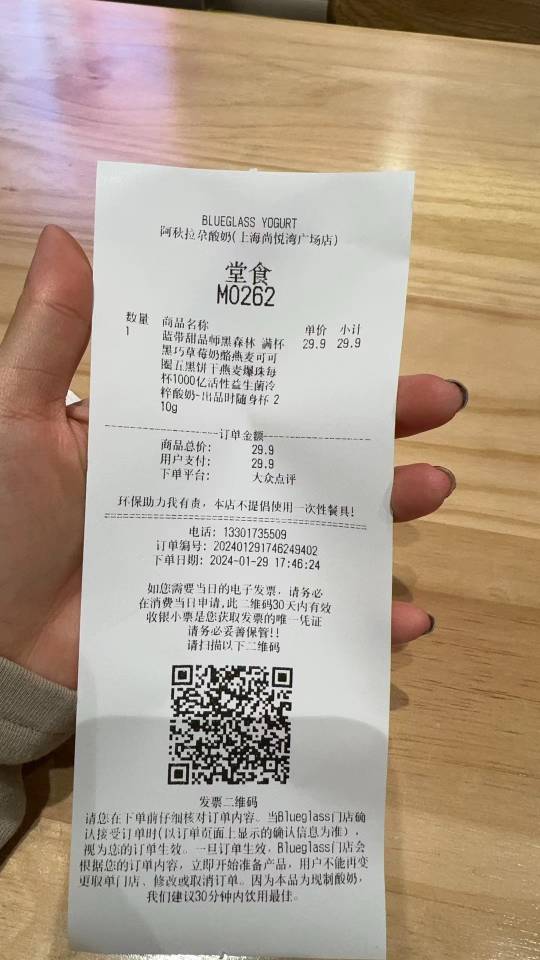 BLUEGLASS YOGURT
阿秋拉尕酸奶(上海尚悦湾广场店)
堂食
M0262
数量 商品名称 单价 小计
1 蓝带甜品师黑森林 满杯 29.9 29.9
黑巧草莓奶酪燕麦可可
圈五黑饼干燕麦爆珠每
杯1000亿活性益生菌冷
粹酸奶-出品时随身杯 2
10g
订单金额
商品总价: 29.9
用户支付: 29.9
下单平台: 大众点评
环保助力我有责，本店不提倡使用一次性餐具!
电话: 13301735509
订单编号: 202401291746249402
下单日期: 2024-01-29 17:46:24
如您需要当日的电子发票，请务必
在消费当日申请,此二维码30天内有效
收银小票是您获取发票的唯一凭证
请务必妥善保管!!
请扫描以下二维码
发票二维码
请您在下单前仔细核对订单内容。当Blueglass门店确
认接受订单时(以订单页面上显示的确认信息为准)，
视为您的订单生效。一旦订单生效，Blueglass门店会
根据您的订单内容，立即开始准备产品，用户不能再变
更取单门店、修改或取消订单。因为本品为现制酸奶，
我们建议30分钟内饮用最佳。